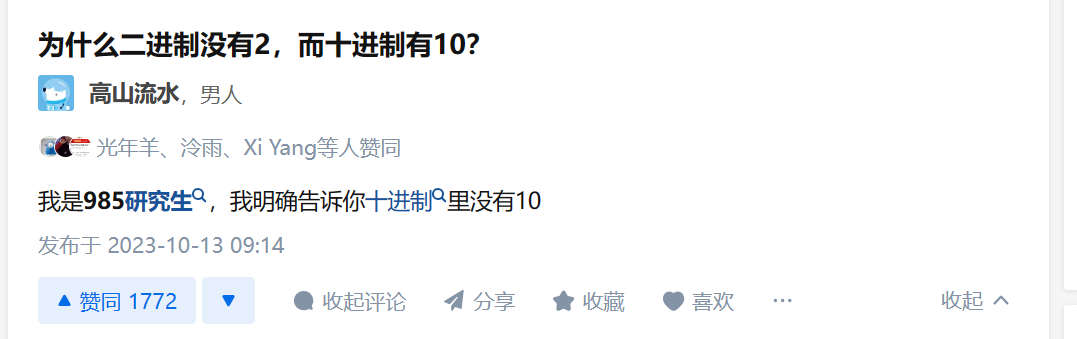 为什么二进制没有2，而十进制有10？
高山流水，男人
光年羊、泠雨、Xi Yang等人赞同
我是985研究生，我明确告诉你十进制里没有10
发布于 2023-10-13 09:14
赞同 1772 收起评论 分享 收藏 喜欢 收起